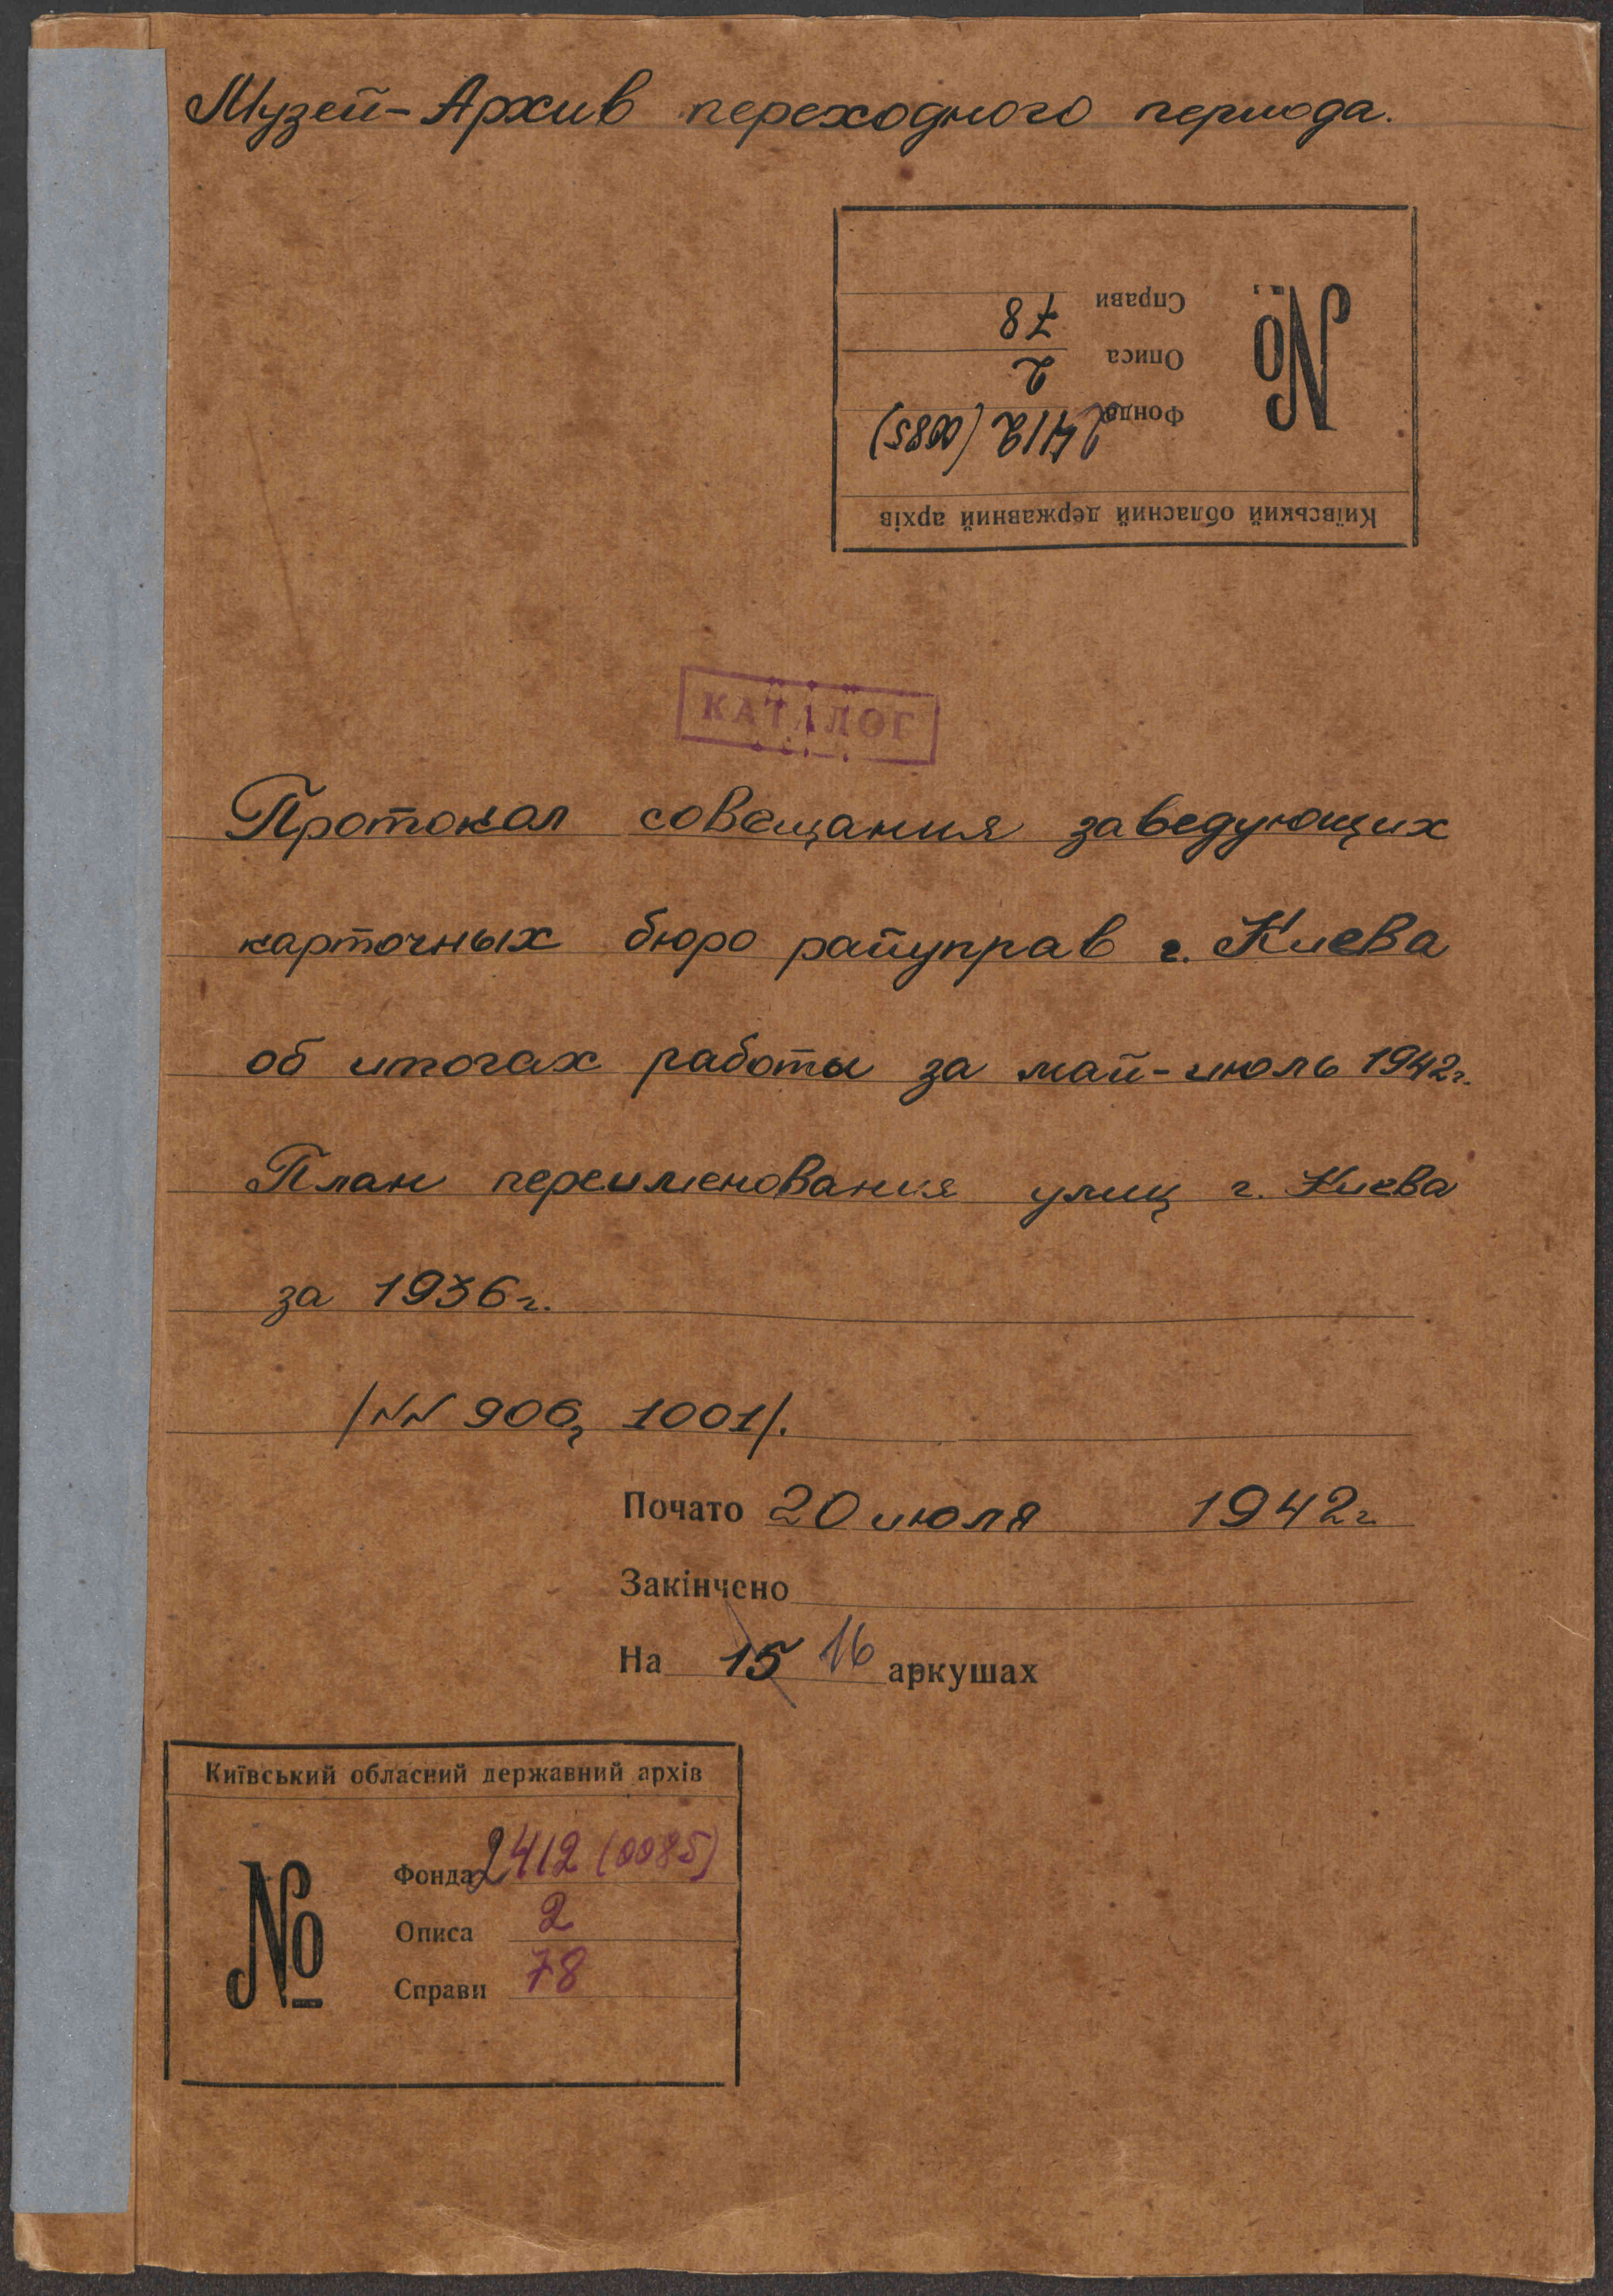 Музей-Архив переходного периода.
Київський обласний державний архів
№
Фонда 2412 (0085)
Описа 2
Справи 78
КАТАЛОГ
Протокол совещания заведующих
карточных бюро райуправ г. Киева
об итогах работы за май-июль 1942г.
План переименования улиц г. Киева
за 1936г.
/NN 906, 1001/.
Почато 20 июля 1942г
Закінчено
На 15 16 аркушах
Київський обласний державний архів
№
Фонда 2412 (0085)
Описа 2
Справи 78